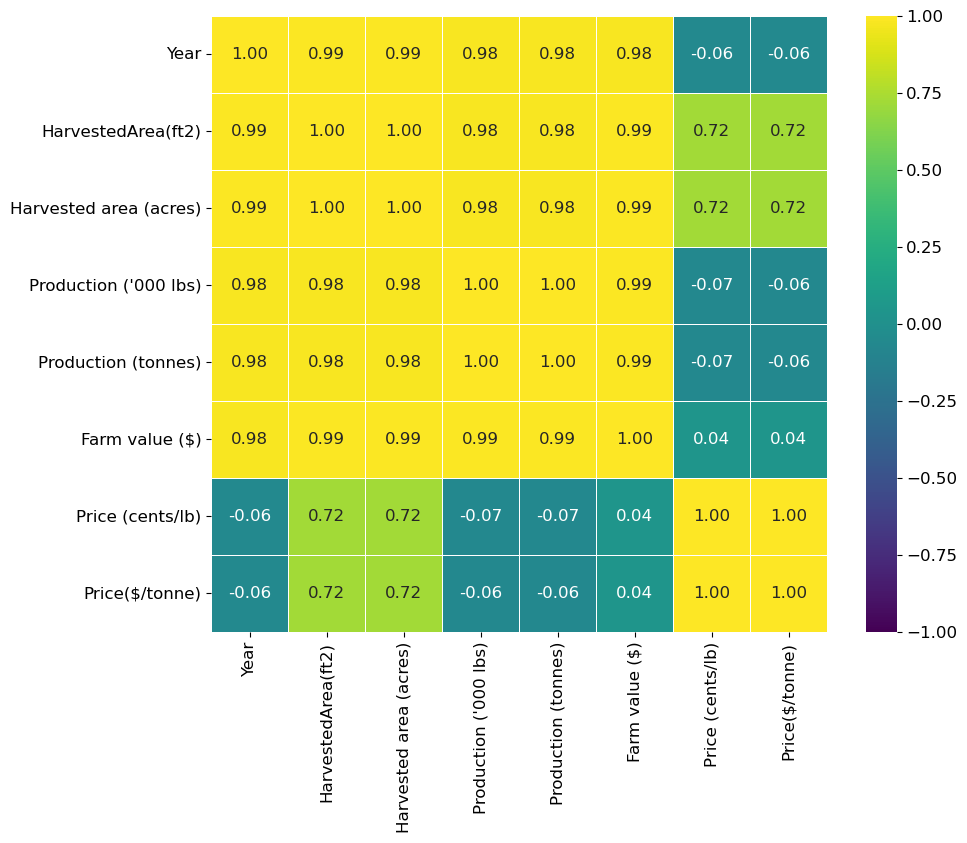 Year 1.00 0.99 0.99 0.98 0.98 0.98 -0.06 -0.06
HarvestedArea(ft2) 0.99 1.00 1.00 0.98 0.98 0.99 0.72 0.72
Harvested area (acres) 0.99 1.00 1.00 0.98 0.98 0.99 0.72 0.72
Production ('000 lbs) 0.98 0.98 0.98 1.00 1.00 0.99 -0.07 -0.06
Production (tonnes) 0.98 0.98 0.98 1.00 1.00 0.99 -0.07 -0.06
Farm value ($) 0.98 0.99 0.99 0.99 0.99 1.00 0.04 0.04
Price (cents/lb) -0.06 0.72 0.72 -0.07 -0.07 0.04 1.00 1.00
Price($/tonne) -0.06 0.72 0.72 -0.06 -0.06 0.04 1.00 1.00
Year
HarvestedArea(ft2)
Harvested area (acres)
Production ('000 lbs)
Production (tonnes)
Farm value ($)
Price (cents/lb)
Price($/tonne)
1.00
0.75
0.50
0.25
0.00
−0.25
−0.50
−0.75
−1.00